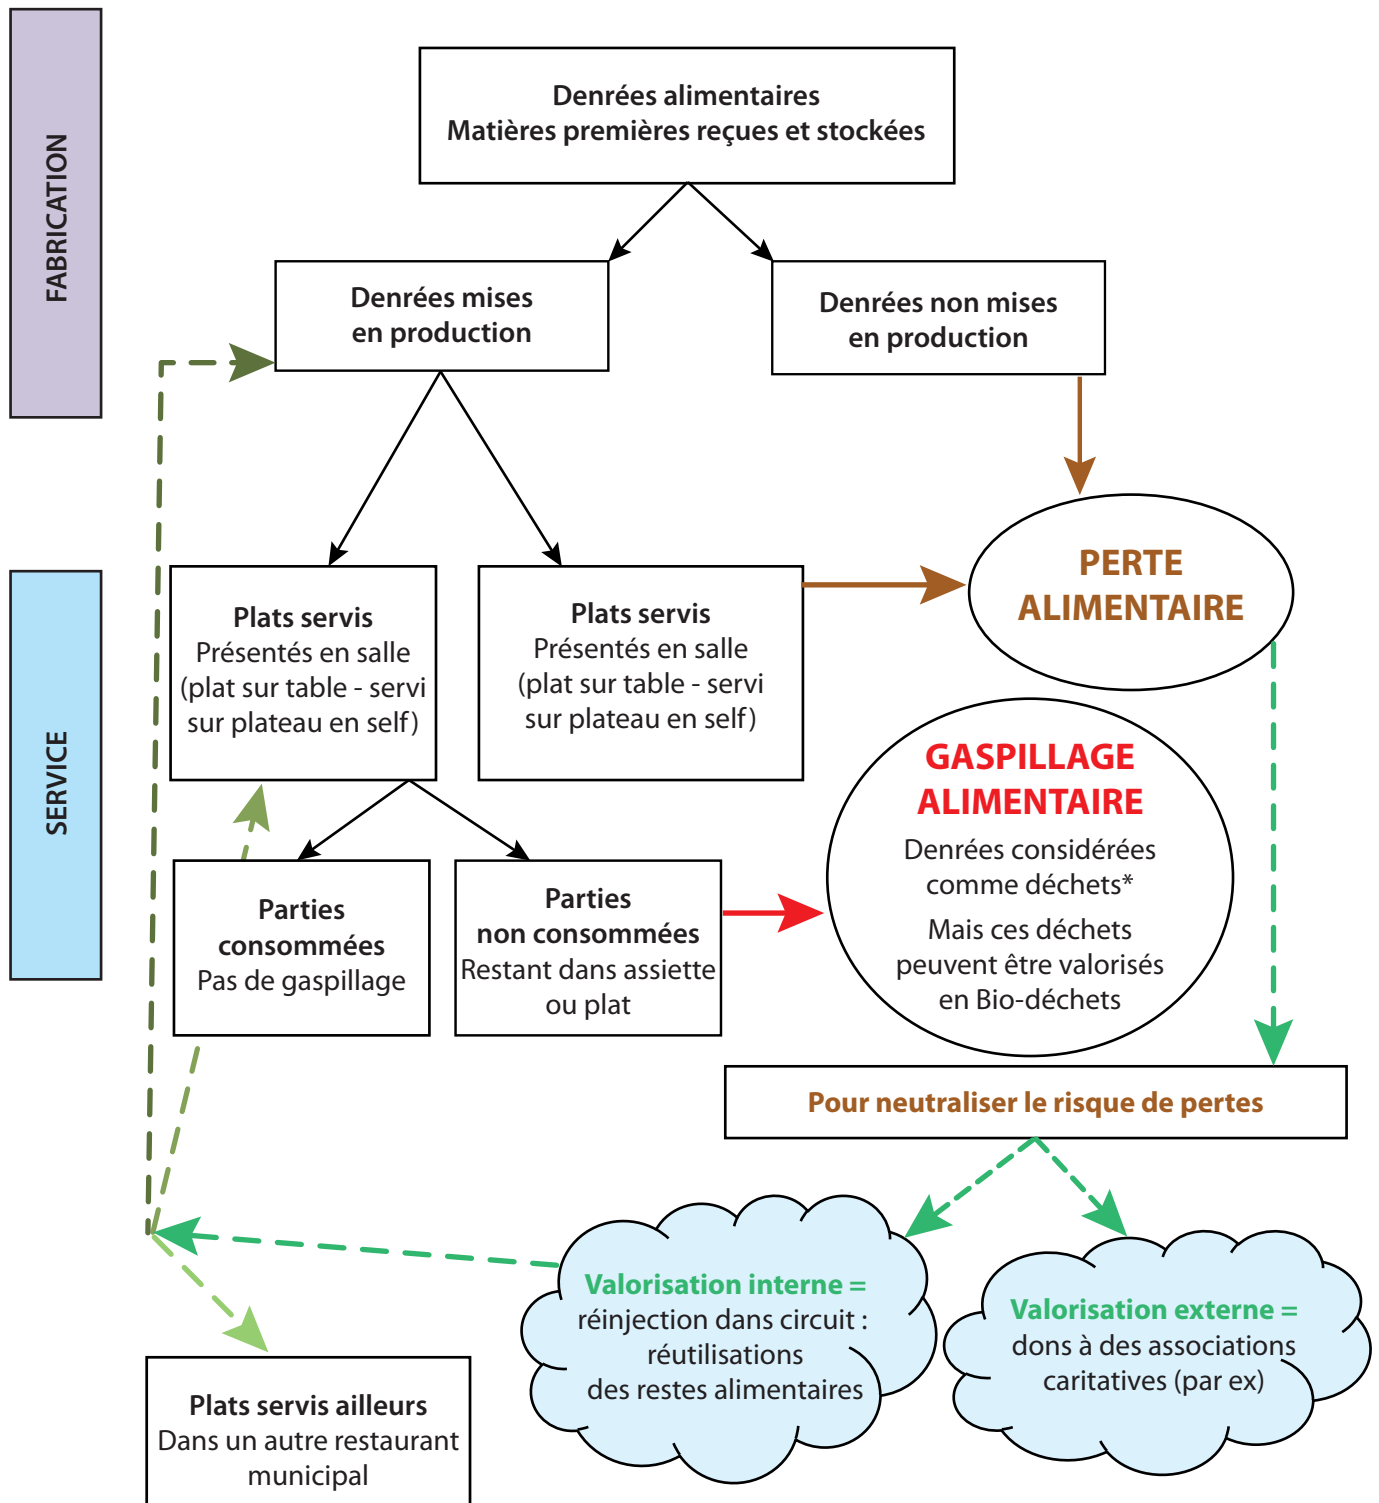 FABRICATION
Denrées alimentaires
Matières premières reçues et stockées
Denrées mises
en production
Denrées non mises
en production
SERVICE
Plats servis
Présentés en salle
(plat sur table - servi
sur plateau en self)
Plats servis
Présentés en salle
(plat sur table - servi
sur plateau en self)
PERTE
ALIMENTAIRE
GASPILLAGE
ALIMENTAIRE
Denrées considérées
comme déchets*
Mais ces déchets
peuvent être valorisés
en Bio-déchets
Parties
consommées
Pas de gaspillage
Parties
non consommées
Restant dans assiette
ou plat
Pour neutraliser le risque de pertes
Valorisation interne =
réinjection dans circuit :
réutilisations
des restes alimentaires
Valorisation externe =
dons à des associations
caritatives (par ex)
Plats servis ailleurs
Dans un autre restaurant
municipal